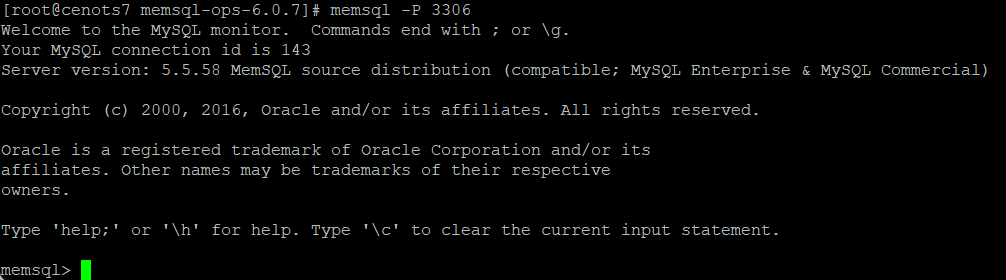 [root@cenots7 memsql-ops-6.0.7]# memsql -P 3306
Welcome to the MySQL monitor.  Commands end with ; or \g.
Your MySQL connection id is 143
Server version: 5.5.58 MemSQL source distribution (compatible; MySQL Enterprise & MySQL Commercial)
Copyright (c) 2000, 2016, Oracle and/or its affiliates. All rights reserved.
Oracle is a registered trademark of Oracle Corporation and/or its
affiliates. Other names may be trademarks of their respective
owners.
Type 'help;' or '\h' for help. Type '\c' to clear the current input statement.
memsql>